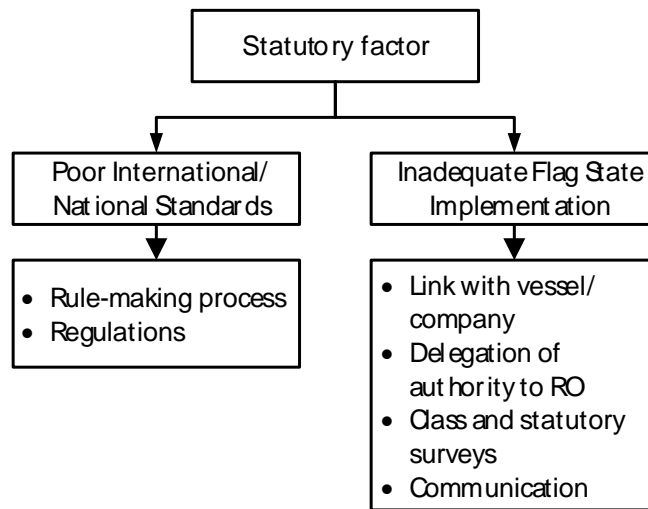 Statutory factor
Poor International/
National Standards
Inadequate Flag State
Implementation
• Rule-making process
• Regulations
• Link with vessel/
company
• Delegation of
authority to RO
• Class and statutory
surveys
• Communication